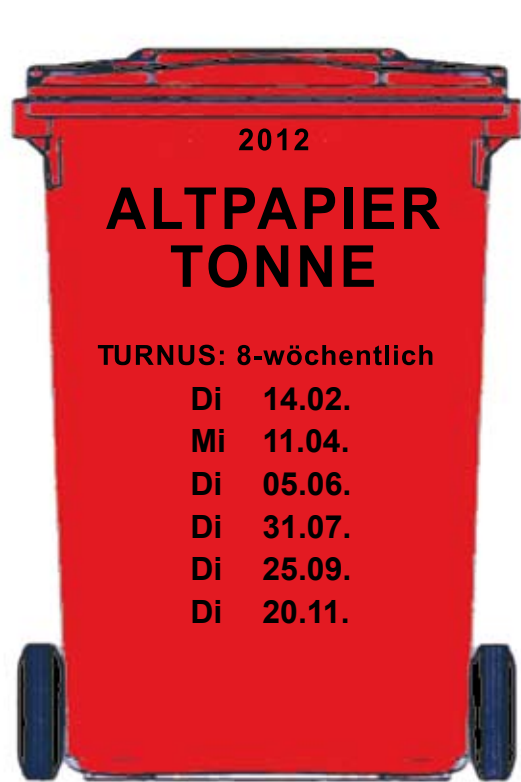 2012
ALTPAPIER
TONNE
TURNUS: 8-wöchentlich
Di 14.02.
Mi 11.04.
Di 05.06.
Di 31.07.
Di 25.09.
Di 20.11.